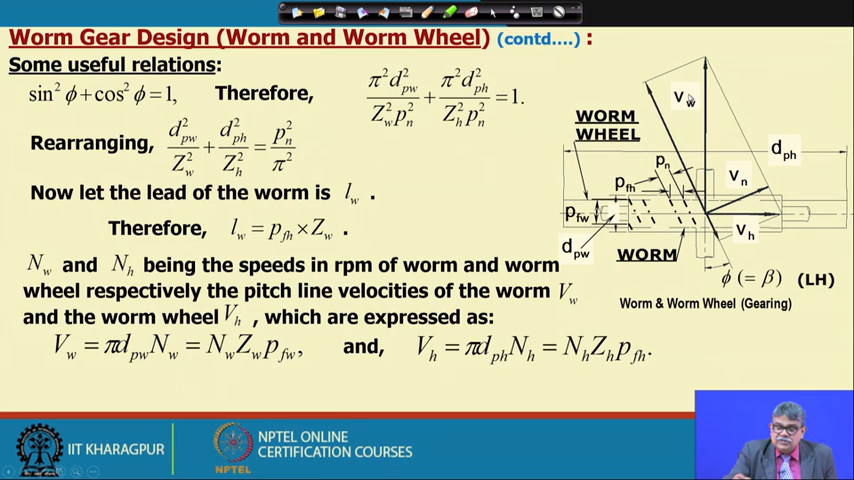 Worm Gear Design (Worm and Worm Wheel) (contd....) :
Some useful relations:
sin² ϕ + cos² ϕ = 1, Therefore, π²d²pw / Z²w p²n + π²d²ph / Z²h p²n = 1.
Rearranging, d²pw / Z²w + d²ph / Z²h = p²n / π²
Now let the lead of the worm is lw .
Therefore, lw = pfh × Zw .
Nw and Nh being the speeds in rpm of worm and worm
wheel respectively the pitch line velocities of the worm Vw
and the worm wheel Vh , which are expressed as:
Vw = πdpwNw = NwZwpfw, and, Vh = πdphNh = NhZhpfh.
WORM
WHEEL
Vw
dph
pn
pfh
Vn
pfw
Vh
dpw
WORM
ϕ (= β) (LH)
Worm & Worm Wheel (Gearing)
IIT KHARAGPUR
NPTEL
NPTEL ONLINE
CERTIFICATION COURSES